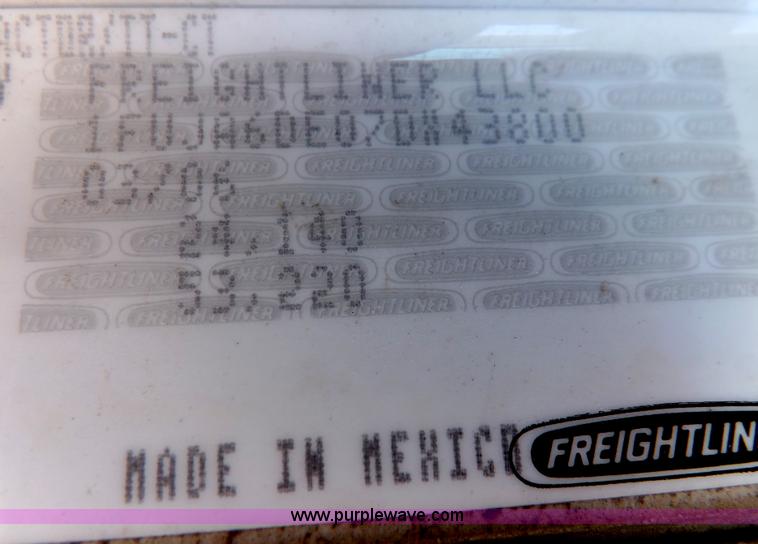 FREIGHTLINER LLC
1FUJA6DE07DW43800
03/06
24,140
53,220
MADE IN MEXICO
FREIGHTLIN
www.purplewave.com